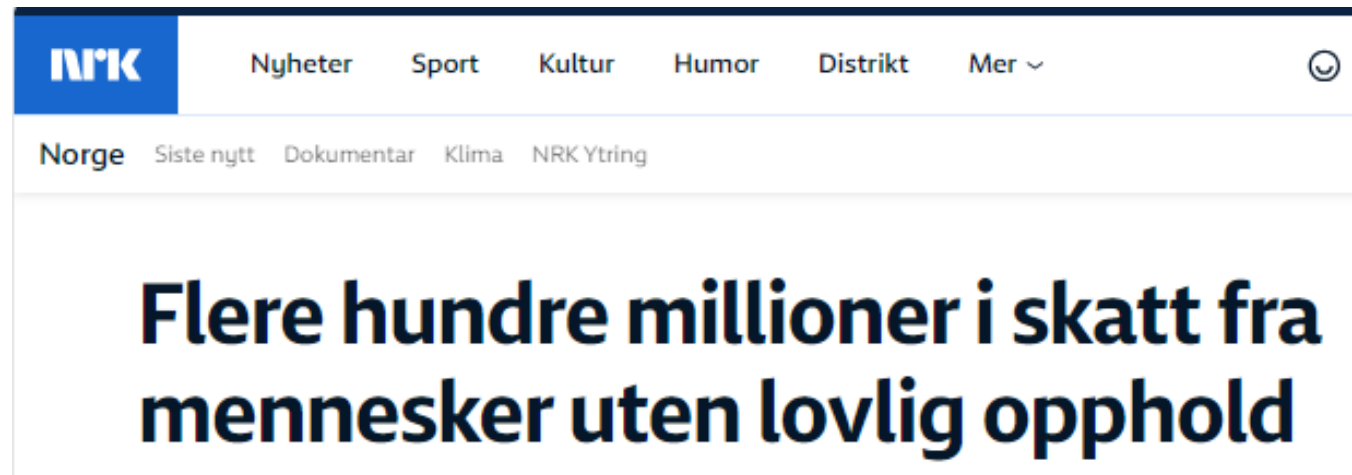 NRK Nyheter Sport Kultur Humor Distrikt Mer
Norge Siste nytt Dokumentar Klima NRK Ytring
Flere hundre millioner i skatt fra
mennesker uten lovlig opphold